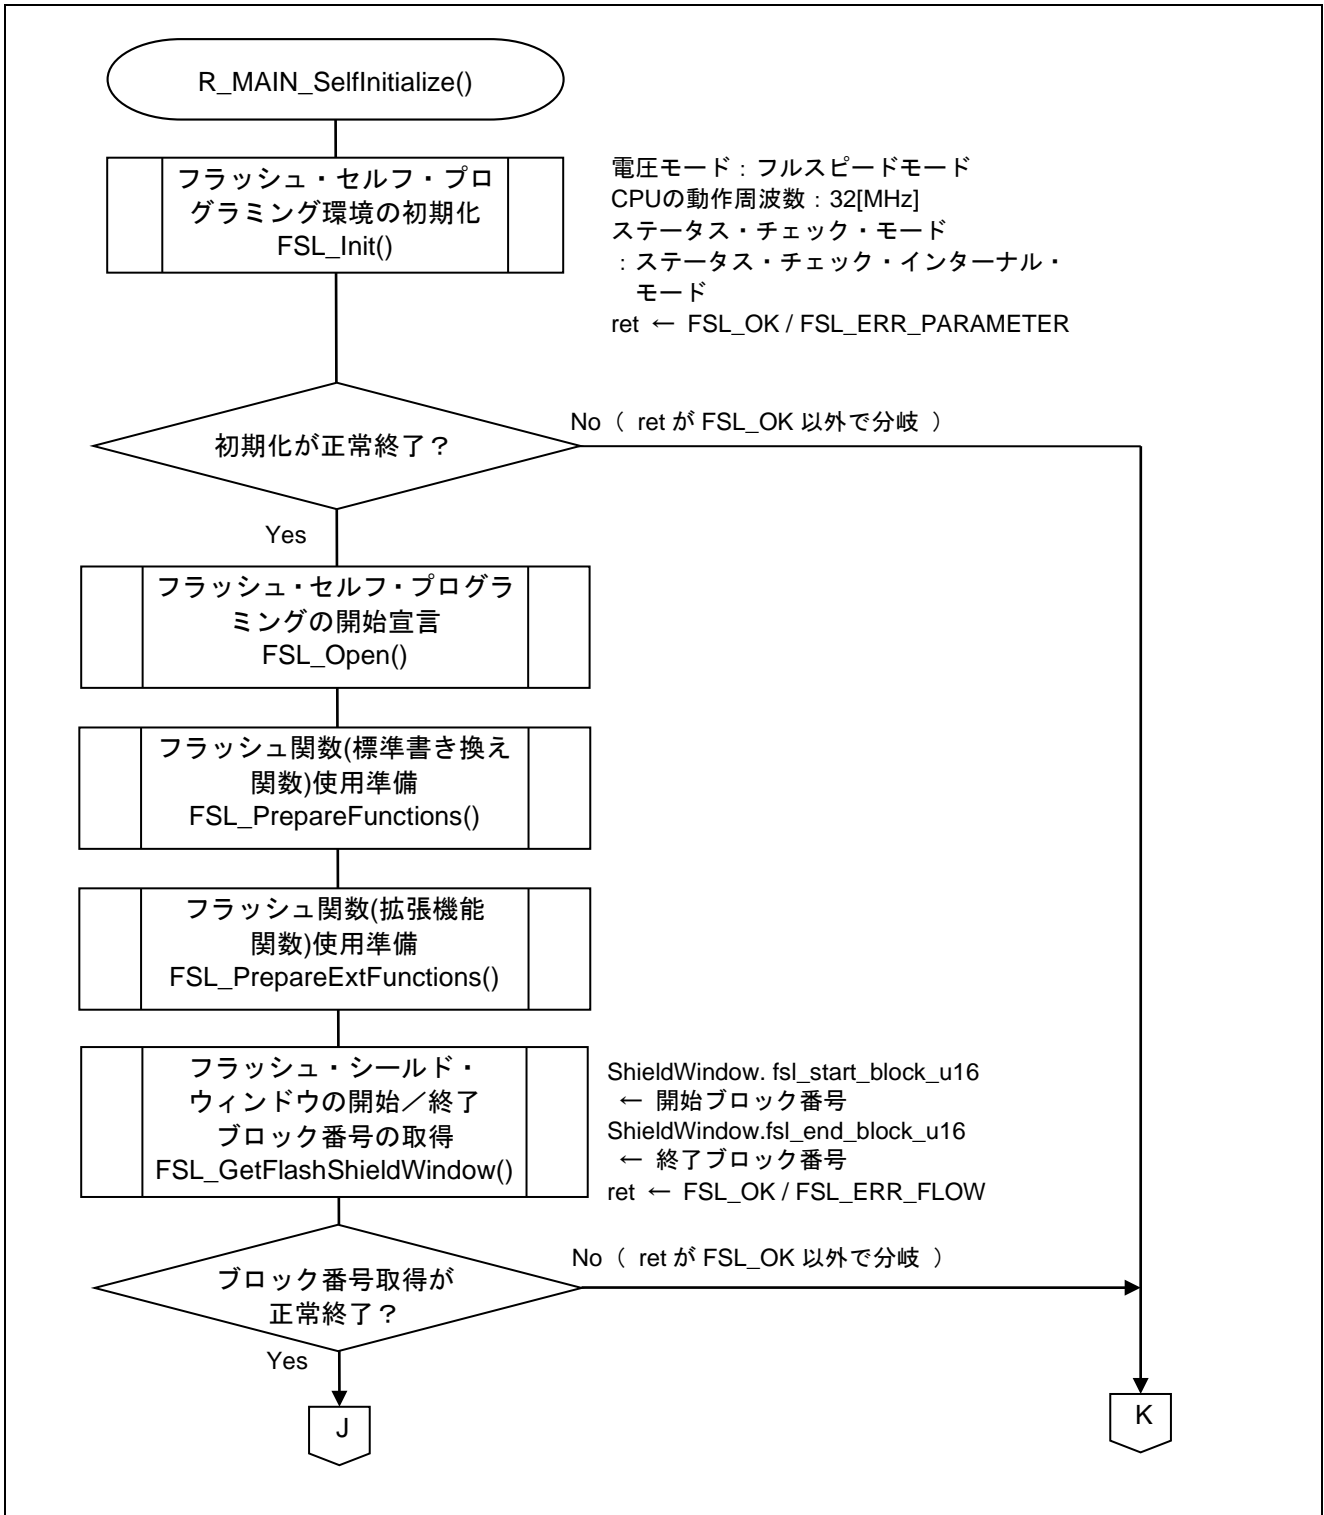 R_MAIN_SelfInitialize()
フラッシュ・セルフ・プロ
グラミング環境の初期化
FSL_Init()
電圧モード：フルスピードモード
CPUの動作周波数：32[MHz]
ステータス・チェック・モード
：ステータス・チェック・インターナル・
モード
ret ← FSL_OK / FSL_ERR_PARAMETER
初期化が正常終了？
No（ ret が FSL_OK 以外で分岐 ）
Yes
フラッシュ・セルフ・プログラ
ミングの開始宣言
FSL_Open()
フラッシュ関数(標準書き換え
関数)使用準備
FSL_PrepareFunctions()
フラッシュ関数(拡張機能
関数)使用準備
FSL_PrepareExtFunctions()
フラッシュ・シールド・
ウィンドウの開始／終了
ブロック番号の取得
FSL_GetFlashShieldWindow()
ShieldWindow. fsl_start_block_u16
← 開始ブロック番号
ShieldWindow.fsl_end_block_u16
← 終了ブロック番号
ret ← FSL_OK / FSL_ERR_FLOW
ブロック番号取得が
正常終了？
No（ ret が FSL_OK 以外で分岐 ）
Yes
J
K